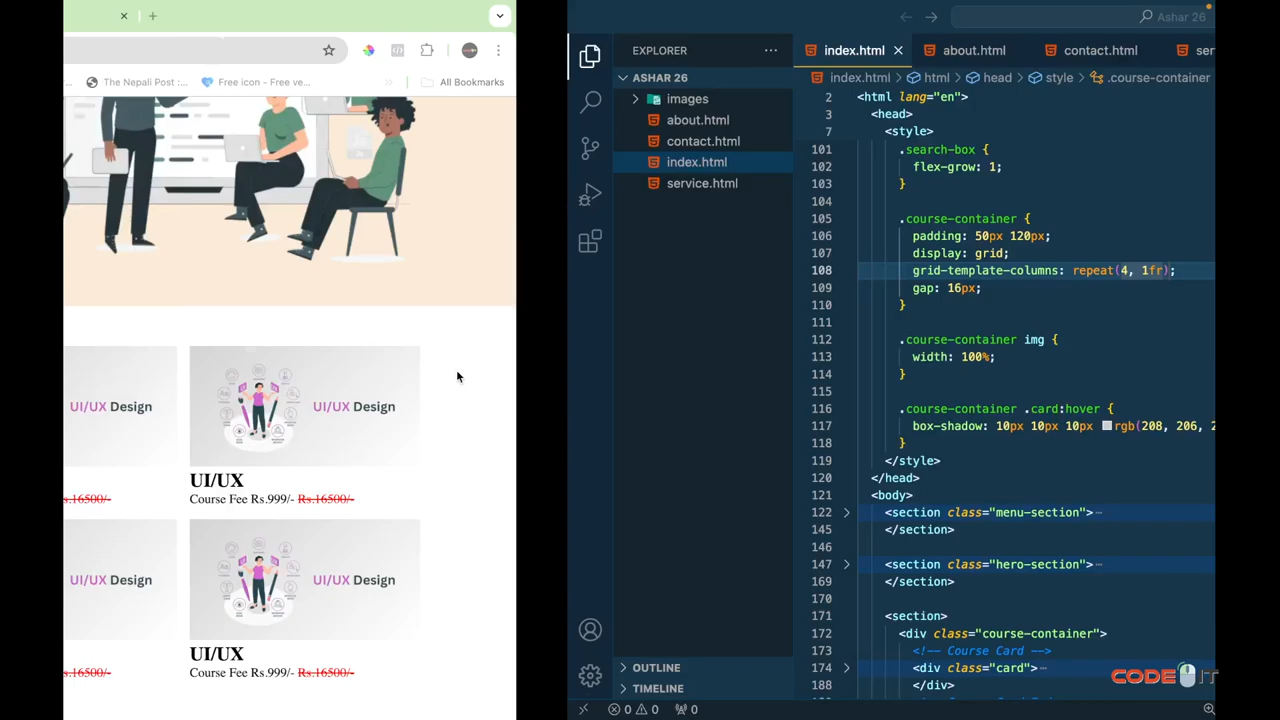 The Nepali Post :...
Free icon - Free ve...
All Bookmarks
UI/UX Design
UI/UX Design
UI/UX
Rs.16500/-
Course Fee Rs.999/- Rs.16500/-
UI/UX Design
UI/UX Design
UI/UX
Rs.16500/-
Course Fee Rs.999/- Rs.16500/-
Ashar 26
EXPLORER
ASHAR 26
images
about.html
contact.html
index.html
service.html
OUTLINE
TIMELINE
0 0 0
index.html about.html contact.html ser
index.html html head style .course-container
2 <html lang="en">
3 <head>
7 <style>
101 .search-box {
102 flex-grow: 1;
103 }
104
105 .course-container {
106 padding: 50px 120px;
107 display: grid;
108 grid-template-columns: repeat(4, 1fr);
109 gap: 16px;
110 }
111
112 .course-container img {
113 width: 100%;
114 }
115
116 .course-container .card:hover {
117 box-shadow: 10px 10px 10px rgb(208, 206, 2
118 }
119 </style>
120 </head>
121 <body>
122 <section class="menu-section">
145 </section>
146
147 <section class="hero-section">
169 </section>
170
171 <section>
172 <div class="course-container">
173 <!-- Course Card -->
174 <div class="card">
188 </div>
CODE IT